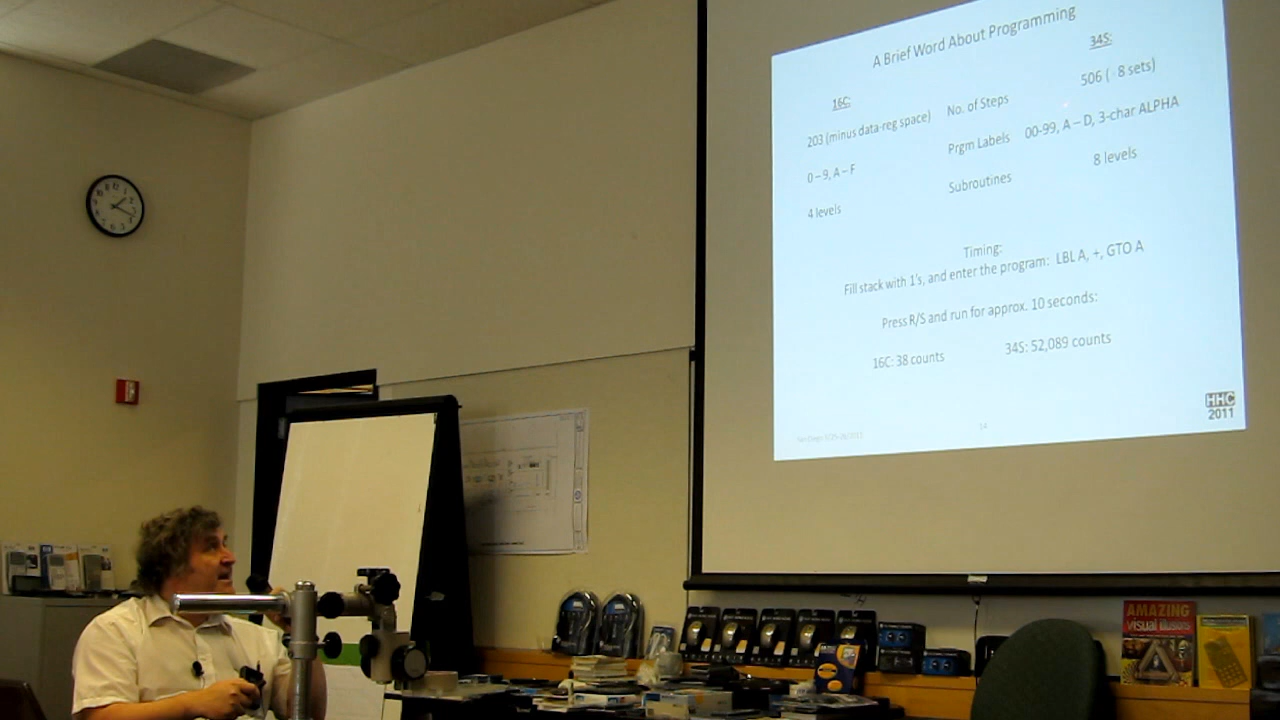 A Brief Word About Programming
16C: 34S:
203 (minus data-reg space) No. of Steps 506 ( 8 sets)
0 – 9, A – F Prgm Labels 00-99, A – D, 3-char ALPHA
4 levels Subroutines 8 levels
Timing:
Fill stack with 1's, and enter the program: LBL A, +, GTO A
Press R/S and run for approx. 10 seconds:
16C: 38 counts 34S: 52,089 counts
HHC
2011
14
AMAZING
visual illusions